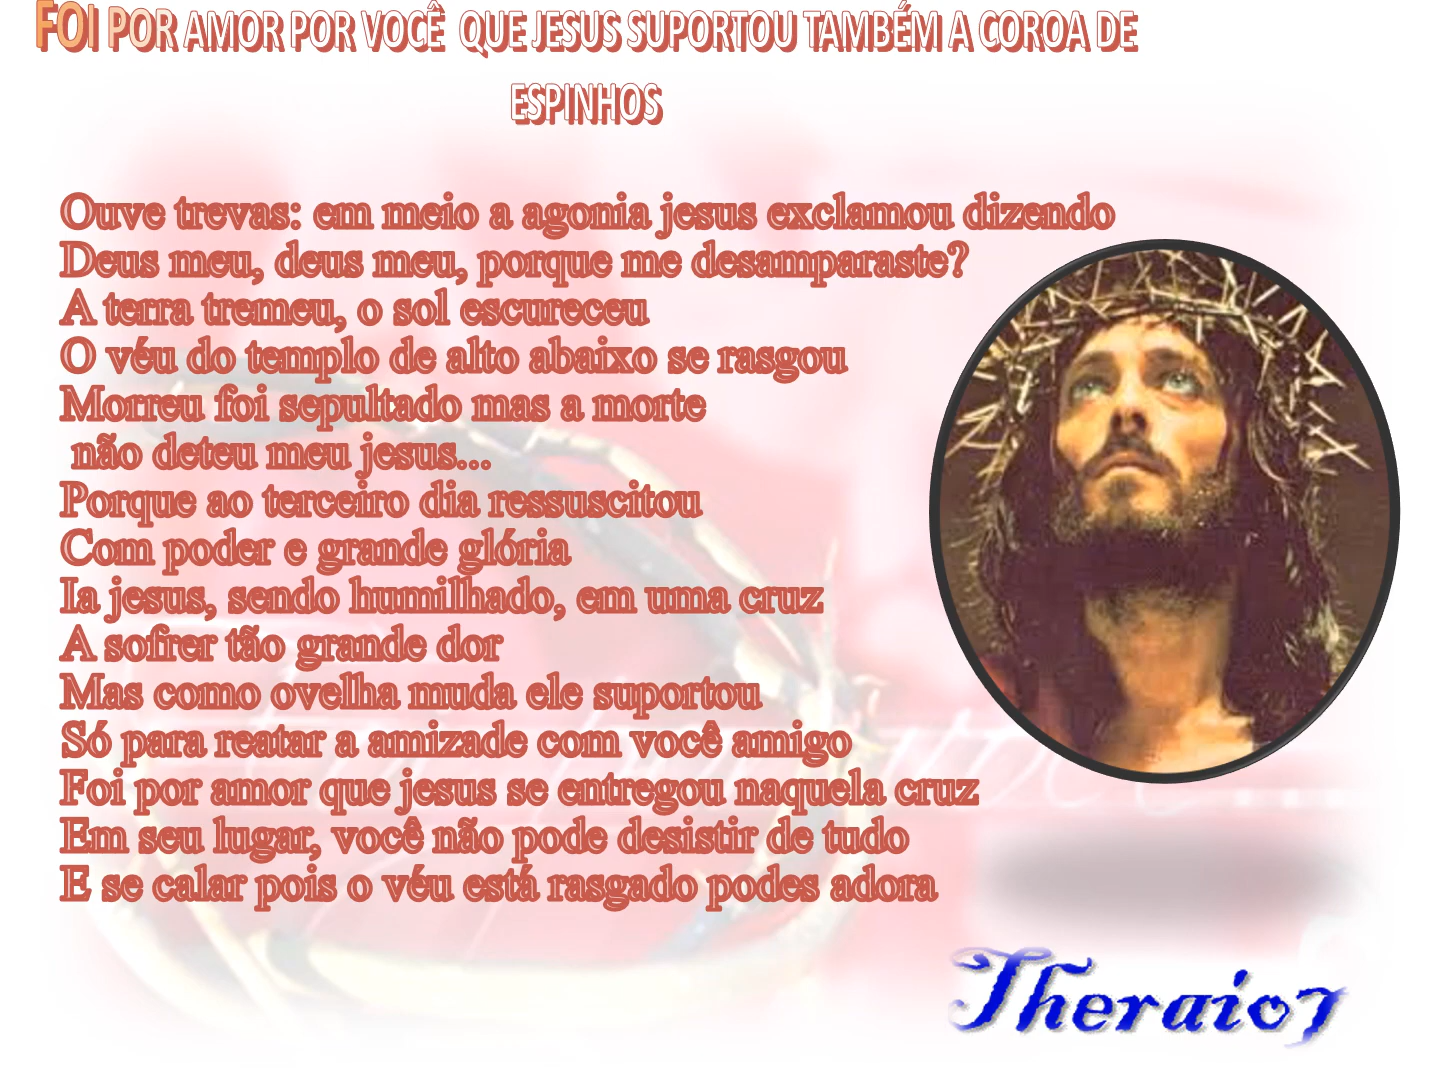 FOI POR AMOR POR VOCÊ QUE JESUS SUPORTOU TAMBÉM A COROA DE
ESPINHOS
Ouve trevas: em meio a agonia jesus exclamou dizendo
Deus meu, deus meu, porque me desamparaste?
A terra tremeu, o sol escureceu
O véu do templo de alto abaixo se rasgou
Morreu foi sepultado mas a morte
não deteu meu jesus...
Porque ao terceiro dia ressuscitou
Com poder e grande glória
Ia jesus, sendo humilhado, em uma cruz
A sofrer tão grande dor
Mas como ovelha muda ele suportou
Só para reatar a amizade com você amigo
Foi por amor que jesus se entregou naquela cruz
Em seu lugar, você não pode desistir de tudo
E se calar pois o véu está rasgado podes adora